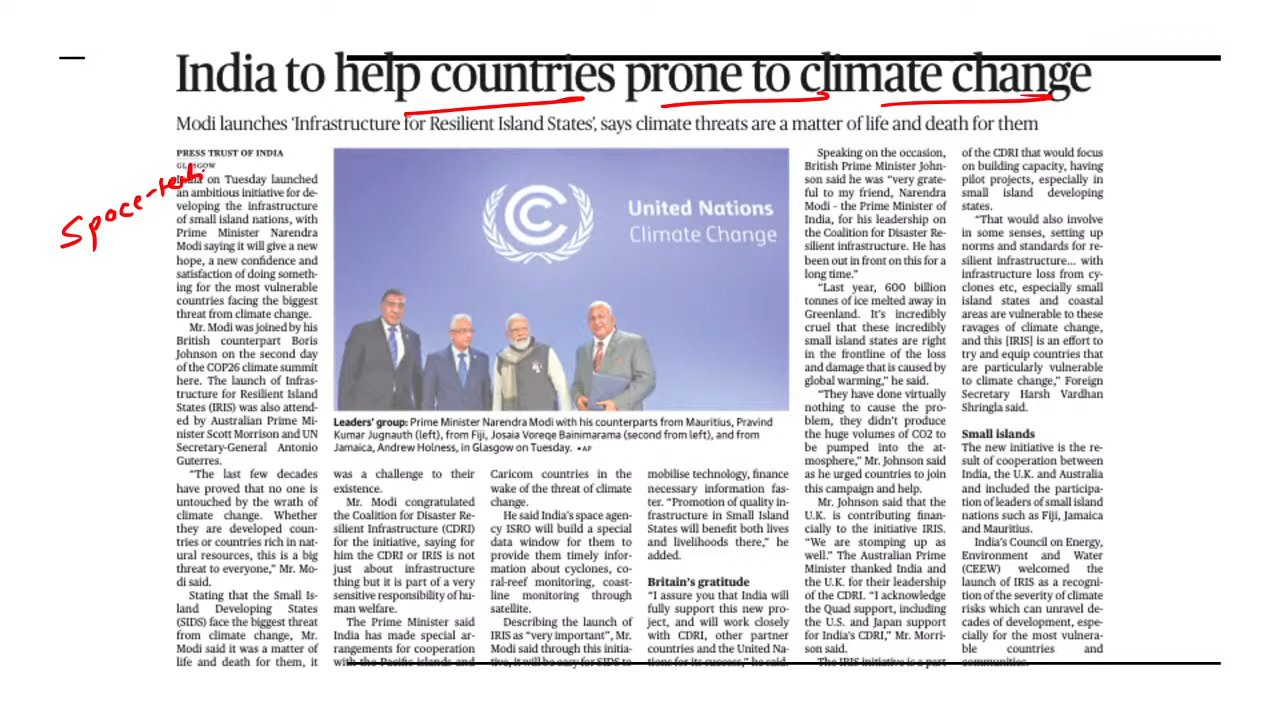 India to help countries prone to climate change
Modi launches ‘Infrastructure for Resilient Island States’, says climate threats are a matter of life and death for them
Space-tech
PRESS TRUST OF INDIA
GLASGOW
India on Tuesday launched
an ambitious initiative for de-
veloping the infrastructure
of small island nations, with
Prime Minister Narendra
Modi saying it will give a new
hope, a new confidence and
satisfaction of doing someth-
ing for the most vulnerable
countries facing the biggest
threat from climate change.
Mr. Modi was joined by his
British counterpart Boris
Johnson on the second day
of the COP26 climate summit
here. The launch of Infras-
tructure for Resilient Island
States (IRIS) was also attend-
ed by Australian Prime Mi-
nister Scott Morrison and UN
Secretary-General Antonio
Guterres.
“The last few decades
have proved that no one is
untouched by the wrath of
climate change. Whether
they are developed coun-
tries or countries rich in nat-
ural resources, this is a big
threat to everyone,” Mr. Mo-
di said.
Stating that the Small Is-
land Developing States
(SIDS) face the biggest threat
from climate change, Mr.
Modi said it was a matter of
life and death for them, it
United Nations
Climate Change
Leaders’ group: Prime Minister Narendra Modi with his counterparts from Mauritius, Pravind
Kumar Jugnauth (left), from Fiji, Josaia Voreqe Bainimarama (second from left), and from
Jamaica, Andrew Holness, in Glasgow on Tuesday. • AP
was a challenge to their
existence.
Mr. Modi congratulated
the Coalition for Disaster Re-
silient Infrastructure (CDRI)
for the initiative, saying for
him the CDRI or IRIS is not
just about infrastructure
thing but it is part of a very
sensitive responsibility of hu-
man welfare.
The Prime Minister said
India has made special ar-
rangements for cooperation
with the Pacific islands and
Caricom countries in the
wake of the threat of climate
change.
He said India’s space agen-
cy ISRO will build a special
data window for them to
provide them timely infor-
mation about cyclones, co-
ral-reef monitoring, coast-
line monitoring through
satellite.
Describing the launch of
IRIS as “very important”, Mr.
Modi said through this initia-
tive, it will be easy for SIDS to
mobilise technology, finance
necessary information fas-
ter. “Promotion of quality in-
frastructure in Small Island
States will benefit both lives
and livelihoods there,” he
added.
Britain’s gratitude
“I assure you that India will
fully support this new pro-
ject, and will work closely
with CDRI, other partner
countries and the United Na-
tions for its success,” he said.
Speaking on the occasion,
British Prime Minister John-
son said he was “very grate-
ful to my friend, Narendra
Modi – the Prime Minister of
India, for his leadership on
the Coalition for Disaster Re-
silient infrastructure. He has
been out in front on this for a
long time.”
“Last year, 600 billion
tonnes of ice melted away in
Greenland. It’s incredibly
cruel that these incredibly
small island states are right
in the frontline of the loss
and damage that is caused by
global warming,” he said.
“They have done virtually
nothing to cause the pro-
blem, they didn’t produce
the huge volumes of CO2 to
be pumped into the at-
mosphere,” Mr. Johnson said
as he urged countries to join
this campaign and help.
Mr. Johnson said that the
U.K. is contributing finan-
cially to the initiative IRIS.
“We are stomping up as
well.” The Australian Prime
Minister thanked India and
the U.K. for their leadership
of the CDRI. “I acknowledge
the Quad support, including
the U.S. and Japan support
for India’s CDRI,” Mr. Morri-
son said.
The IRIS initiative is a part
of the CDRI that would focus
on building capacity, having
pilot projects, especially in
small island developing
states.
“That would also involve
in some senses, setting up
norms and standards for re-
silient infrastructure... with
infrastructure loss from cy-
clones etc, especially small
island states and coastal
areas are vulnerable to these
ravages of climate change,
and this [IRIS] is an effort to
try and equip countries that
are particularly vulnerable
to climate change,” Foreign
Secretary Harsh Vardhan
Shringla said.
Small islands
The new initiative is the re-
sult of cooperation between
India, the U.K. and Australia
and included the participa-
tion of leaders of small island
nations such as Fiji, Jamaica
and Mauritius.
India’s Council on Energy,
Environment and Water
(CEEW) welcomed the
launch of IRIS as a recogni-
tion of the severity of climate
risks which can unravel de-
cades of development, espe-
cially for the most vulnera-
ble countries and
communities.